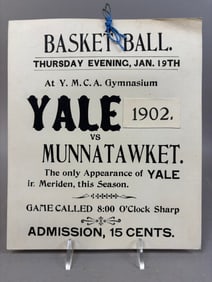 BASKET BALL.
THURSDAY EVENING, JAN. 19TH
At Y. M. C. A. Gymnasium
YALE 1902.
vs
MUNNATAWKET.
The only Appearance of YALE
ir. Meriden, this Season.
GAME CALLED 8:00 O'Clock Sharp
ADMISSION, 15 CENTS.